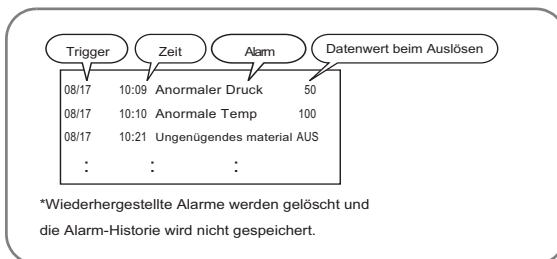 Trigger Zeit Alarm Datenwert beim Auslösen
08/17 10:09 Anormaler Druck 50
08/17 10:10 Anormale Temp 100
08/17 10:21 Ungenügendes material AUS
: : :
*Wiederhergestellte Alarme werden gelöscht und
die Alarm-Historie wird nicht gespeichert.